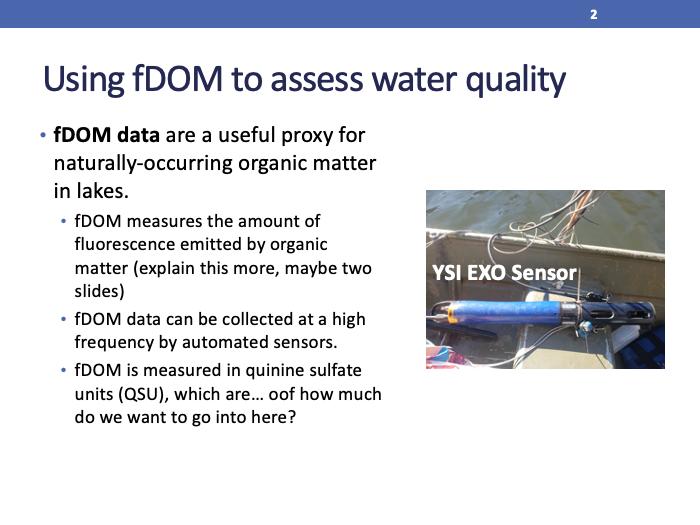 2
Using fDOM to assess water quality
• fDOM data are a useful proxy for
naturally-occurring organic matter
in lakes.
• fDOM measures the amount of
fluorescence emitted by organic
matter (explain this more, maybe two
slides)
• fDOM data can be collected at a high
frequency by automated sensors.
• fDOM is measured in quinine sulfate
units (QSU), which are… oof how much
do we want to go into here?
YSI EXO Sensor